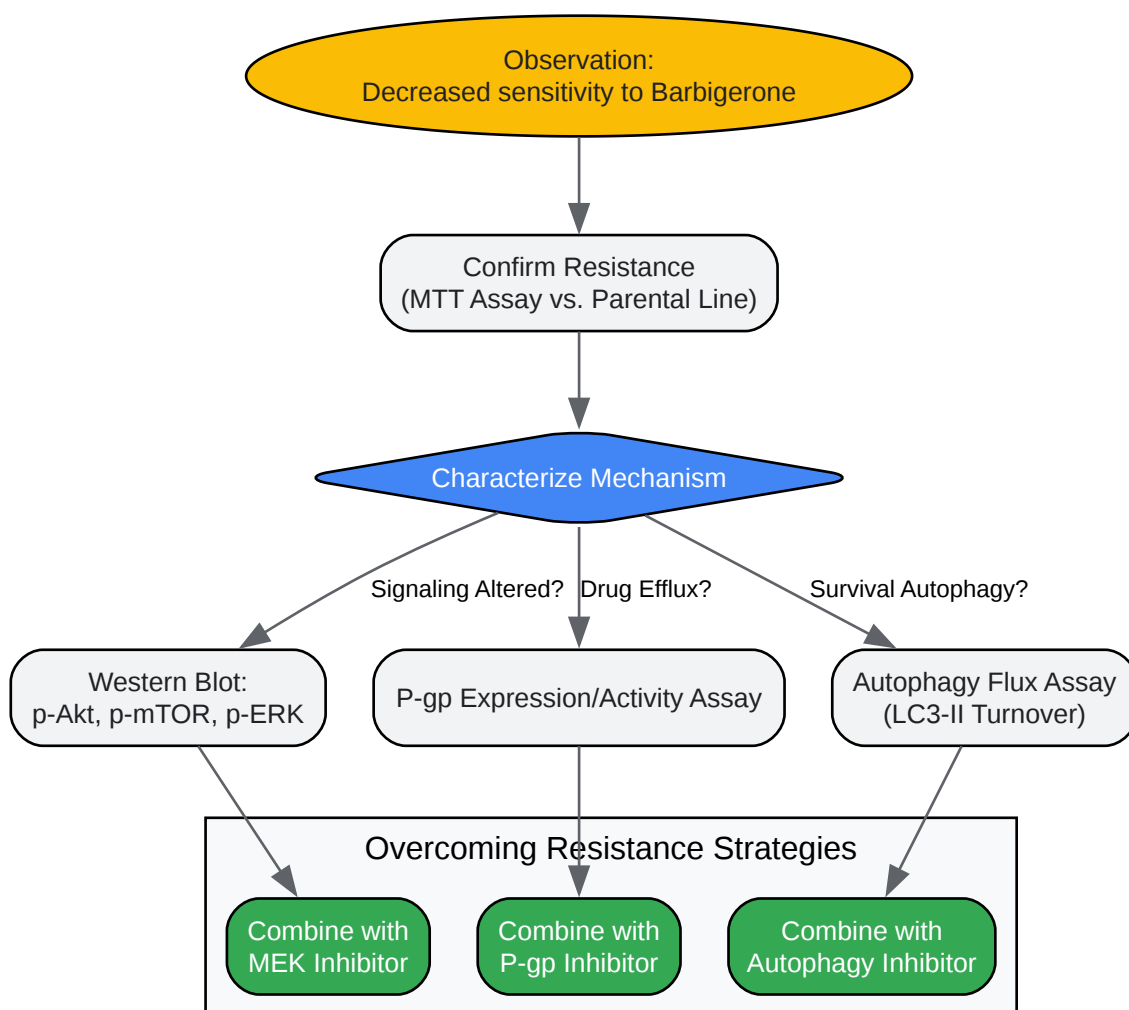 Observation:
Decreased sensitivity to Barbigerone
Confirm Resistance
(MTT Assay vs. Parental Line)
Characterize Mechanism
Signaling Altered?
Drug Efflux?
Survival Autophagy?
Western Blot:
p-Akt, p-mTOR, p-ERK
P-gp Expression/Activity Assay
Autophagy Flux Assay
(LC3-II Turnover)
Overcoming Resistance Strategies
Combine with
MEK Inhibitor
Combine with
P-gp Inhibitor
Combine with
Autophagy Inhibitor